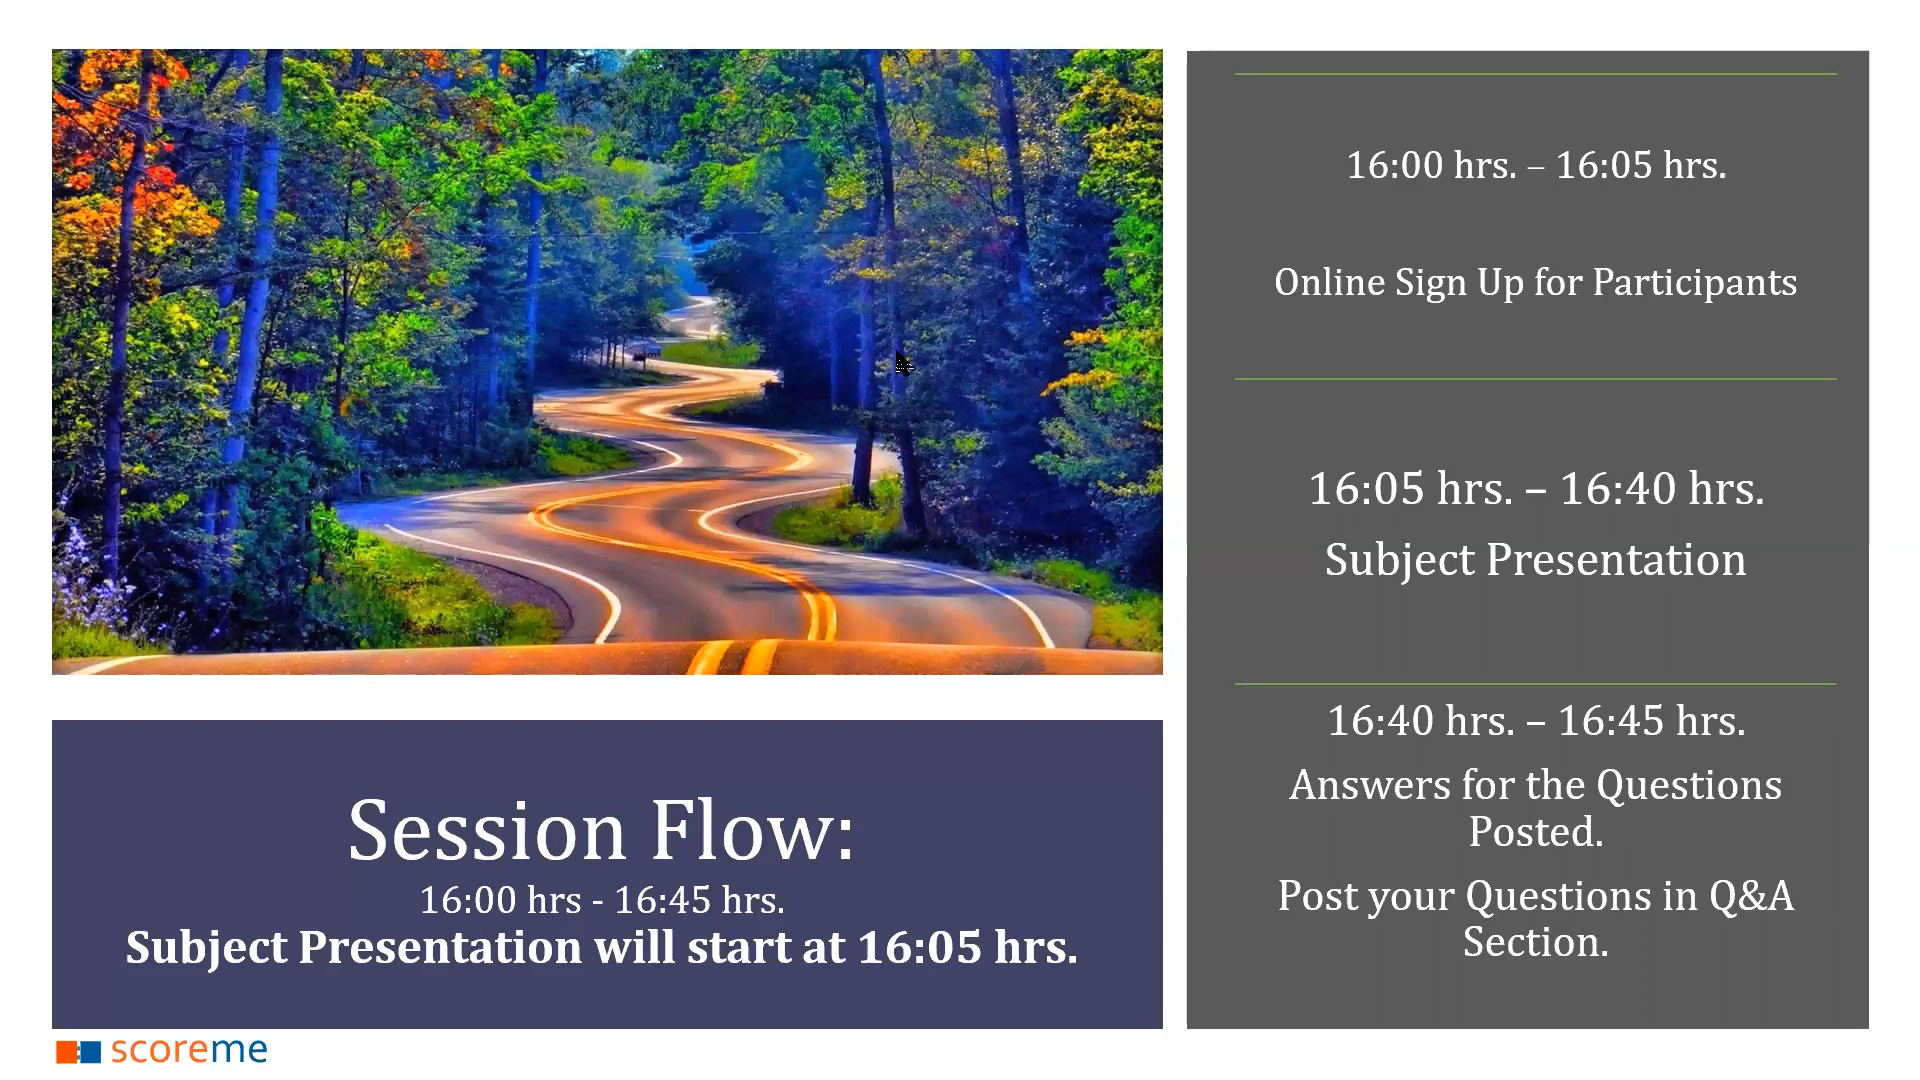 16:00 hrs. – 16:05 hrs.
Online Sign Up for Participants
16:05 hrs. – 16:40 hrs.
Subject Presentation
16:40 hrs. – 16:45 hrs.
Answers for the Questions
Posted.
Post your Questions in Q&A
Section.
Session Flow:
16:00 hrs - 16:45 hrs.
Subject Presentation will start at 16:05 hrs.
scoreme